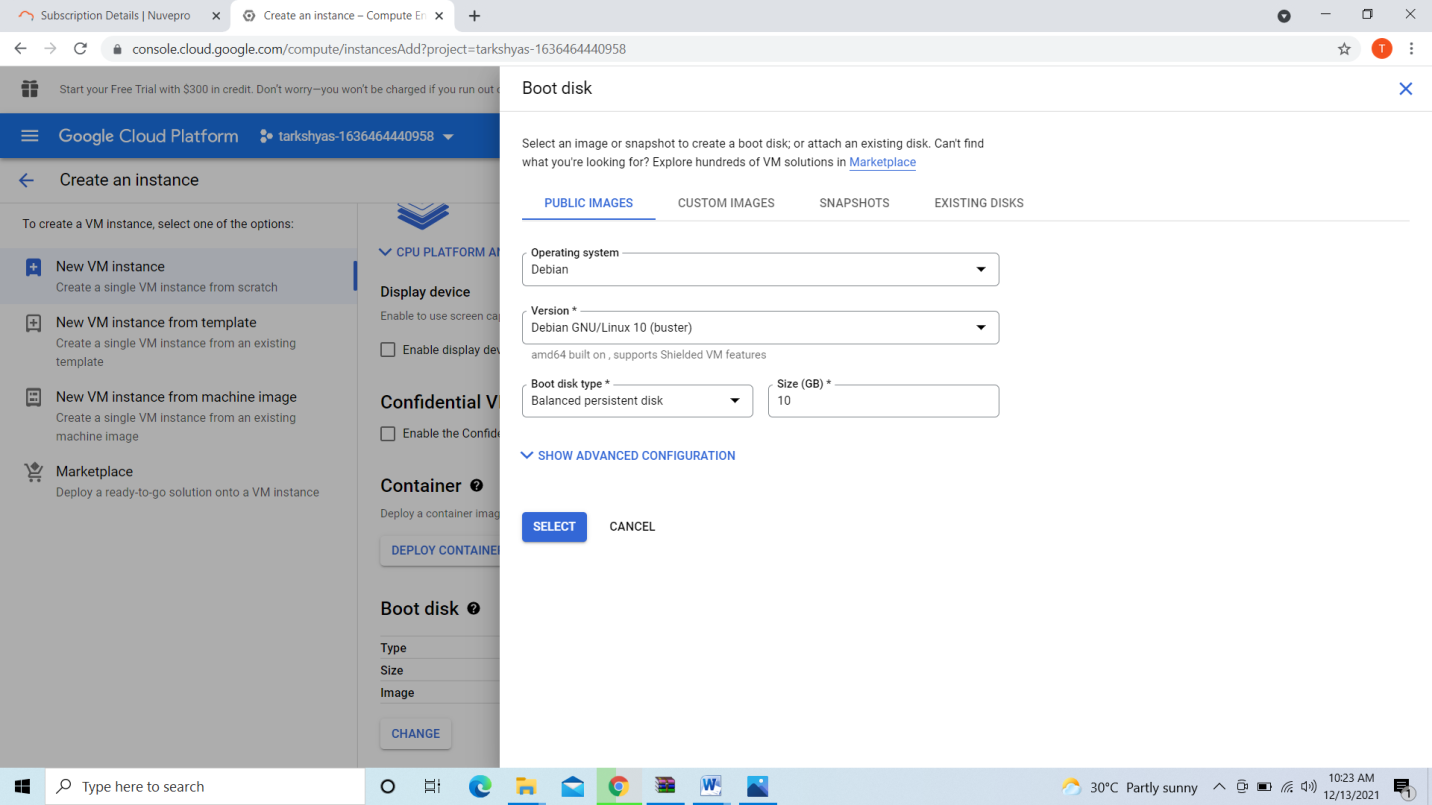 Subscription Details | Nuvepro
Create an instance – Compute En
console.cloud.google.com/compute/instancesAdd?project=tarkshyas-1636464440958
T
Start your Free Trial with $300 in credit. Don't worry—you won't be charged if you run out
Google Cloud Platform
tarkshyas-1636464440958
Create an instance
To create a VM instance, select one of the options:
New VM instance
Create a single VM instance from scratch
New VM instance from template
Create a single VM instance from an existing
template
New VM instance from machine image
Create a single VM instance from an existing
machine image
Marketplace
Deploy a ready-to-go solution onto a VM instance
CPU PLATFORM AN
Display device
Enable to use screen cap
Enable display dev
Confidential V
Enable the Confide
Container
Deploy a container imag
DEPLOY CONTAINER
Boot disk
Type
Size
Image
CHANGE
Boot disk
Select an image or snapshot to create a boot disk; or attach an existing disk. Can't find
what you're looking for? Explore hundreds of VM solutions in Marketplace
PUBLIC IMAGES
CUSTOM IMAGES
SNAPSHOTS
EXISTING DISKS
Operating system
Debian
Version *
Debian GNU/Linux 10 (buster)
amd64 built on , supports Shielded VM features
Boot disk type *
Balanced persistent disk
Size (GB) *
10
SHOW ADVANCED CONFIGURATION
SELECT
CANCEL
Type here to search
30°C Partly sunny
10:23 AM
12/13/2021
1